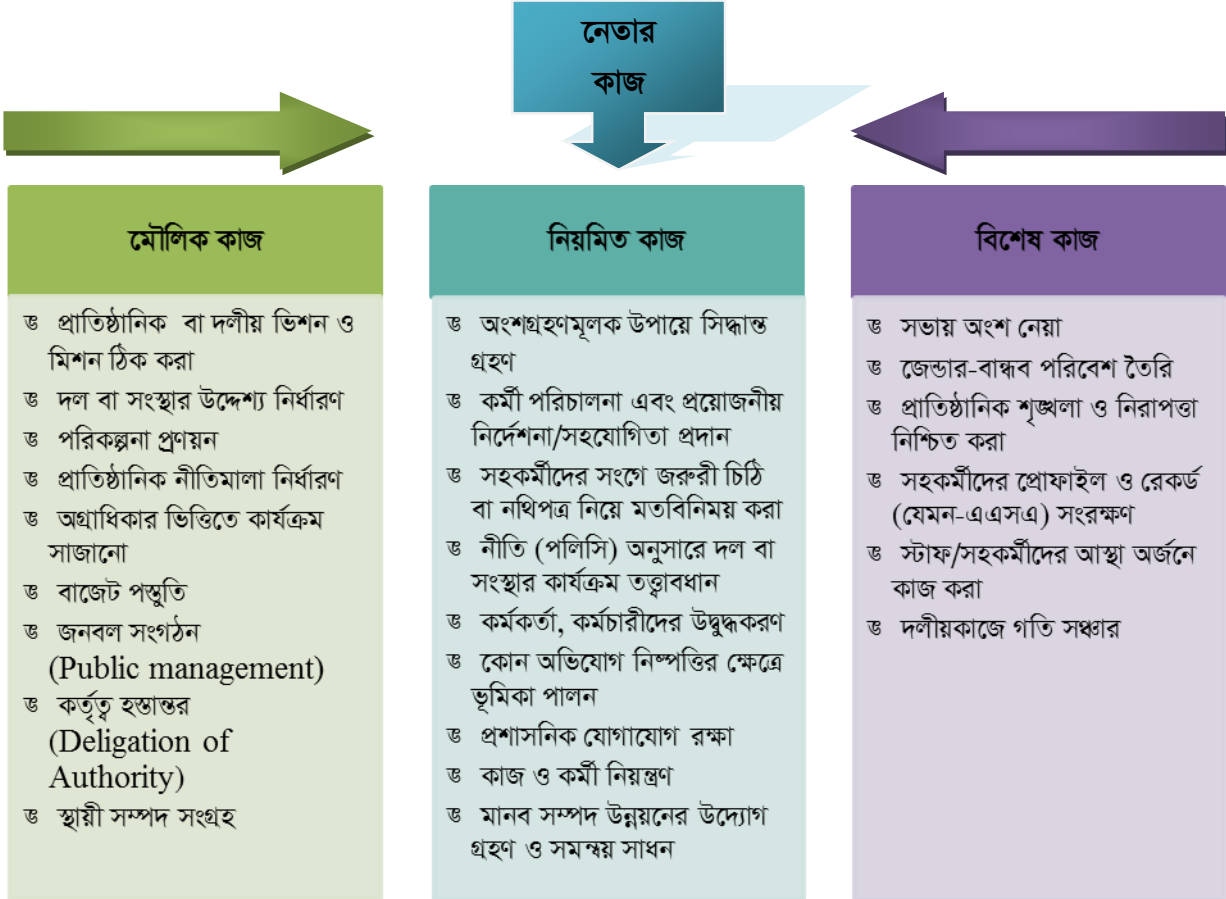 নেতার
কাজ
মৌলিক কাজ
ঙ প্রাতিষ্ঠানিক বা দলীয় ভিশন ও
মিশন ঠিক করা
ঙ দল বা সংস্থার উদ্দেশ্য নির্ধারণ
ঙ পরিকল্পনা প্রণয়ন
ঙ প্রাতিষ্ঠানিক নীতিমালা নির্ধারণ
ঙ অগ্রাধিকার ভিত্তিতে কার্যক্রম
সাজানো
ঙ বাজেট পস্তুতি
ঙ জনবল সংগঠন
(Public management)
ঙ কর্তৃত্ব হস্তান্তর
(Deligation of
Authority)
ঙ স্থায়ী সম্পদ সংগ্রহ
নিয়মিত কাজ
ঙ অংশগ্রহণমূলক উপায়ে সিদ্ধান্ত
গ্রহণ
ঙ কর্মী পরিচালনা এবং প্রয়োজনীয়
নির্দেশনা/সহযোগিতা প্রদান
ঙ সহকর্মীদের সংগে জরুরী চিঠি
বা নথিপত্র নিয়ে মতবিনিময় করা
ঙ নীতি (পলিসি) অনুসারে দল বা
সংস্থার কার্যক্রম তত্ত্বাবধান
ঙ কর্মকর্তা, কর্মচারীদের উদ্বুদ্ধকরণ
ঙ কোন অভিযোগ নিষ্পত্তির ক্ষেত্রে
ভূমিকা পালন
ঙ প্রশাসনিক যোগাযোগ রক্ষা
ঙ কাজ ও কর্মী নিয়ন্ত্রণ
ঙ মানব সম্পদ উন্নয়নের উদ্যোগ
গ্রহণ ও সমন্বয় সাধন
বিশেষ কাজ
ঙ সভায় অংশ নেয়া
ঙ জেন্ডার-বান্ধব পরিবেশ তৈরি
ঙ প্রাতিষ্ঠানিক শৃঙ্খলা ও নিরাপত্তা
নিশ্চিত করা
ঙ সহকর্মীদের প্রোফাইল ও রেকর্ড
(যেমন-এএসএ) সংরক্ষণ
ঙ স্টাফ/সহকর্মীদের আস্থা অর্জনে
কাজ করা
ঙ দলীয়কাজে গতি সঞ্চার